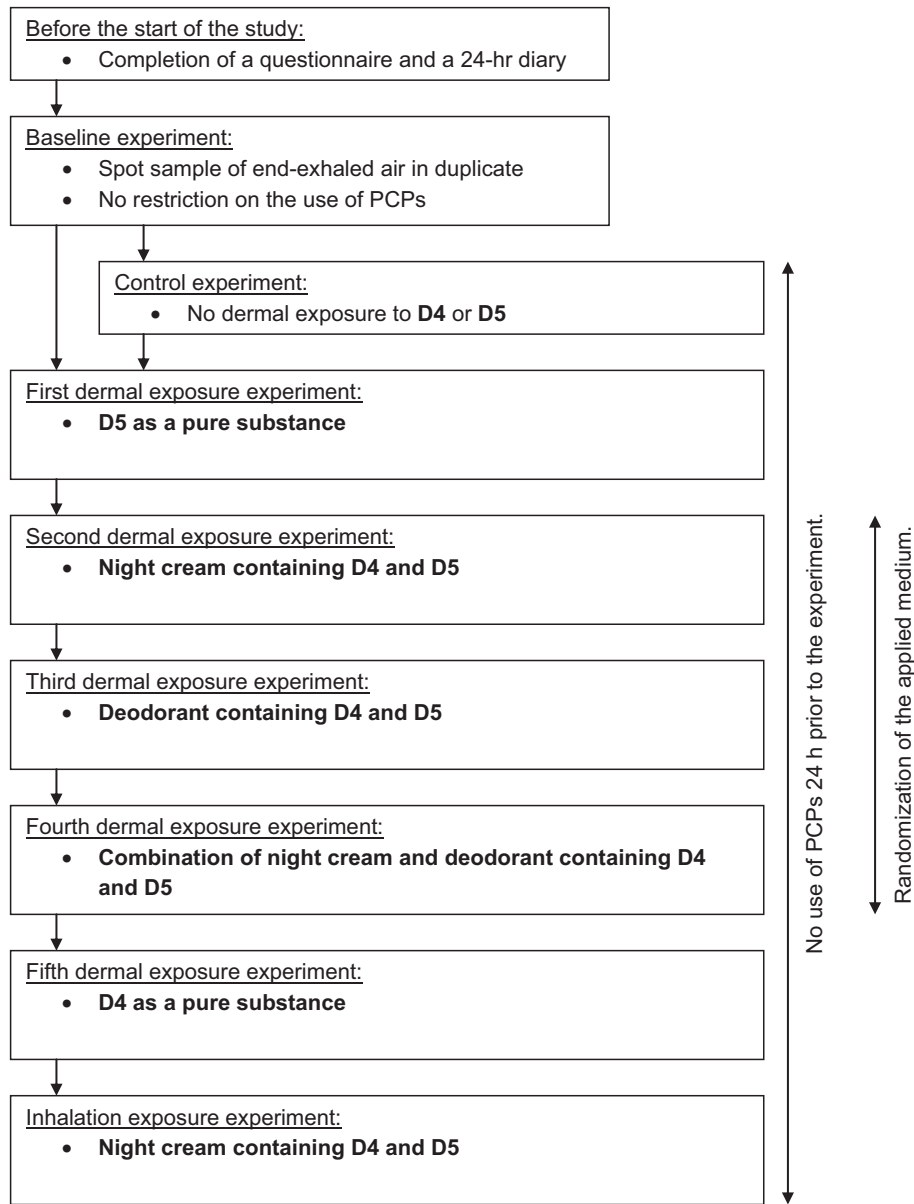 Before the start of the study:
• Completion of a questionnaire and a 24-hr diary
Baseline experiment:
• Spot sample of end-exhaled air in duplicate
• No restriction on the use of PCPs
Control experiment:
• No dermal exposure to D4 or D5
First dermal exposure experiment:
• D5 as a pure substance
Second dermal exposure experiment:
• Night cream containing D4 and D5
Third dermal exposure experiment:
• Deodorant containing D4 and D5
Fourth dermal exposure experiment:
• Combination of night cream and deodorant containing D4
and D5
Fifth dermal exposure experiment:
• D4 as a pure substance
Inhalation exposure experiment:
• Night cream containing D4 and D5
No use of PCPs 24 h prior to the experiment.
Randomization of the applied medium.